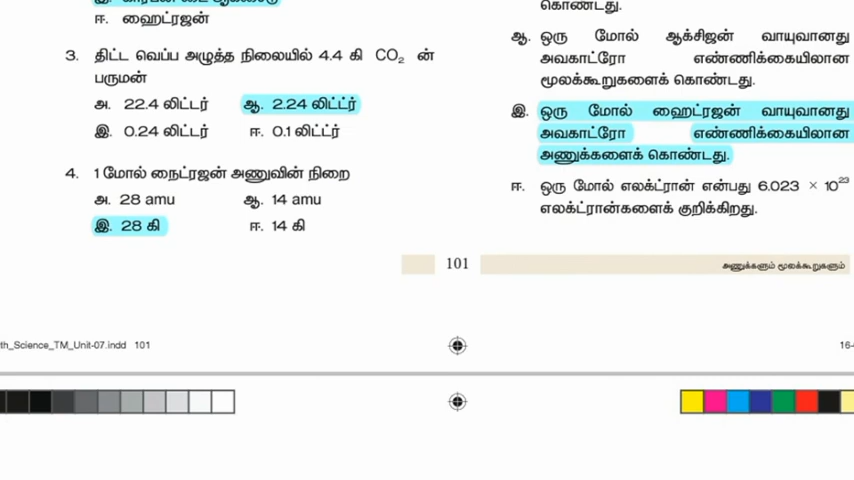 ஈ. ஹைட்ரஜன்
3. திட்ட வெப்ப அழுத்த நிலையில் 4.4 கி CO₂ ன்
பருமன்
அ. 22.4 லிட்டர் ஆ. 2.24 லிட்ட்ர்
இ. 0.24 லிட்டர் ஈ. 0.1 லிட்ட்ர்
4. 1 மோல் நைட்ரஜன் அணுவின் நிறை
அ. 28 amu ஆ. 14 amu
இ. 28 கி ஈ. 14 கி
கொண்டது.
ஆ. ஒரு மோல் ஆக்சிஜன் வாயுவானது
அவகாட்ரோ எண்ணிக்கையிலான
மூலக்கூறுகளைக் கொண்டது.
இ. ஒரு மோல் ஹைட்ரஜன் வாயுவானது
அவகாட்ரோ எண்ணிக்கையிலான
அணுக்களைக் கொண்டது.
ஈ. ஒரு மோல் எலக்ட்ரான் என்பது 6.023 × 10²³
எலக்ட்ரான்களைக் குறிக்கிறது.
101 அணுக்களும் மூலக்கூறுகளும்
th_Science_TM_Unit-07.indd 101 16-